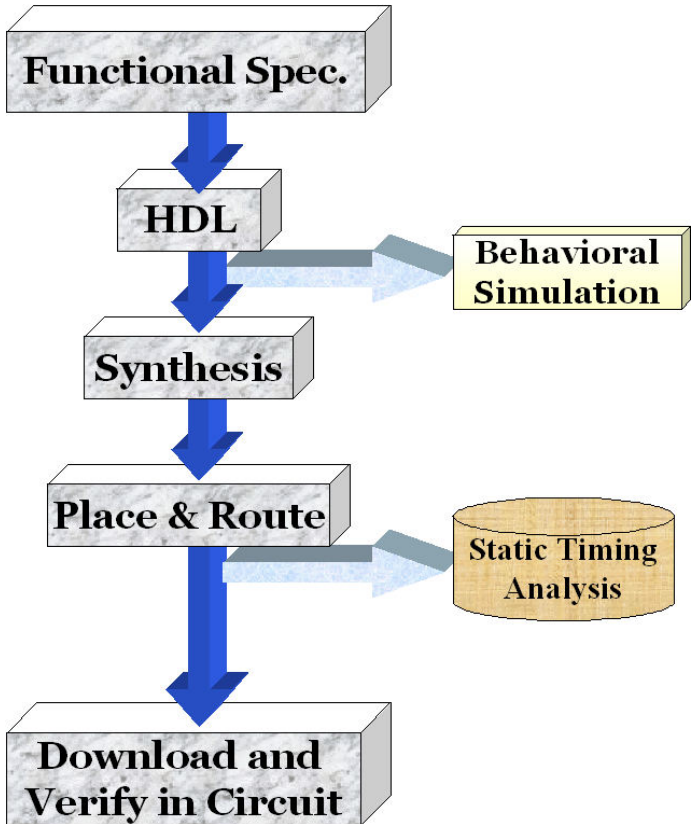 Functional Spec.
HDL
Behavioral
Simulation
Synthesis
Place & Route
Static Timing
Analysis
Download and
Verify in Circuit